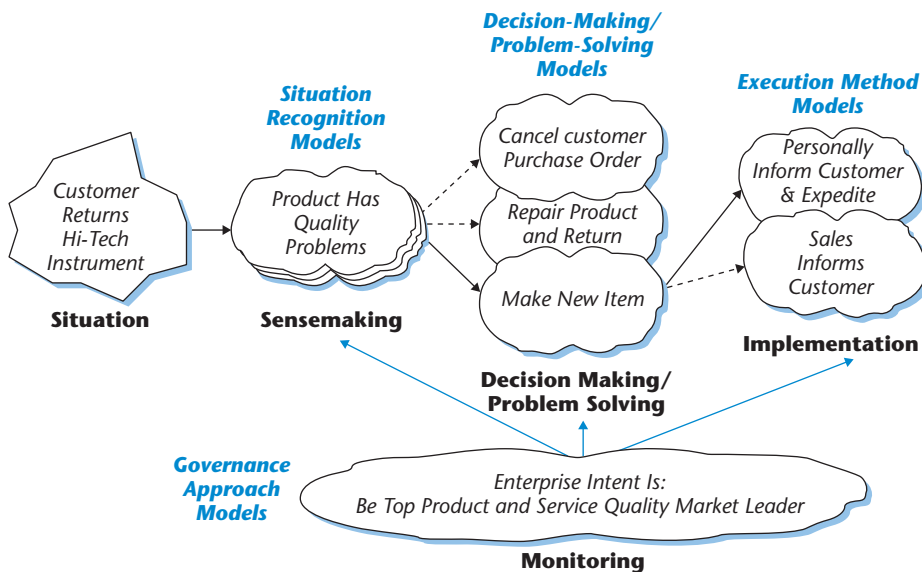 Decision-Making/
Problem-Solving
Models
Situation
Recognition
Models
Execution Method
Models
Customer
Returns
Hi-Tech
Instrument
Product Has
Quality
Problems
Cancel customer
Purchase Order
Repair Product
and Return
Make New Item
Personally
Inform Customer
& Expedite
Sales
Informs
Customer
Situation
Sensemaking
Decision Making/
Problem Solving
Implementation
Governance
Approach
Models
Enterprise Intent Is:
Be Top Product and Service Quality Market Leader
Monitoring